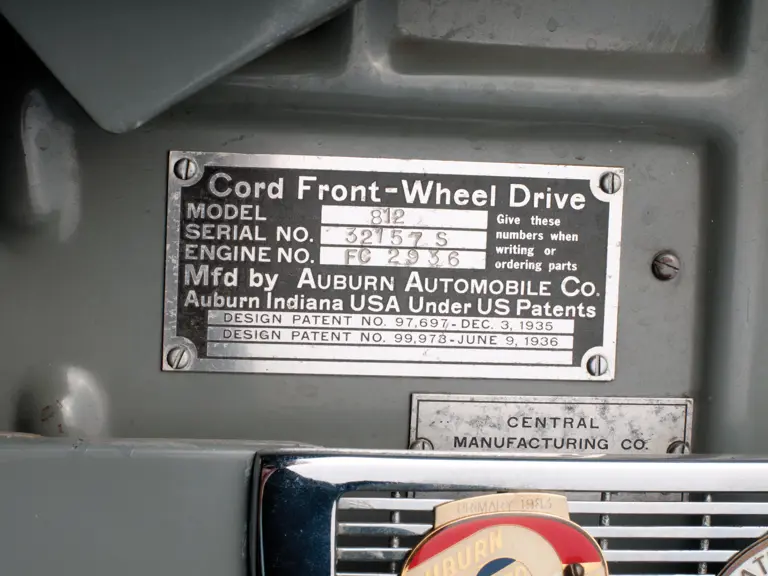 Cord Front-Wheel Drive
MODEL 812
SERIAL NO. 32157 S
ENGINE NO. FC 2936
Give these
numbers when
writing or
ordering parts
Mfd by AUBURN AUTOMOBILE CO.
Auburn Indiana USA Under US Patents
DESIGN PATENT NO. 97,697-DEC. 3, 1935
DESIGN PATENT NO. 99,973-JUNE 9, 1936
CENTRAL
MANUFACTURING CO.
PRIMARY